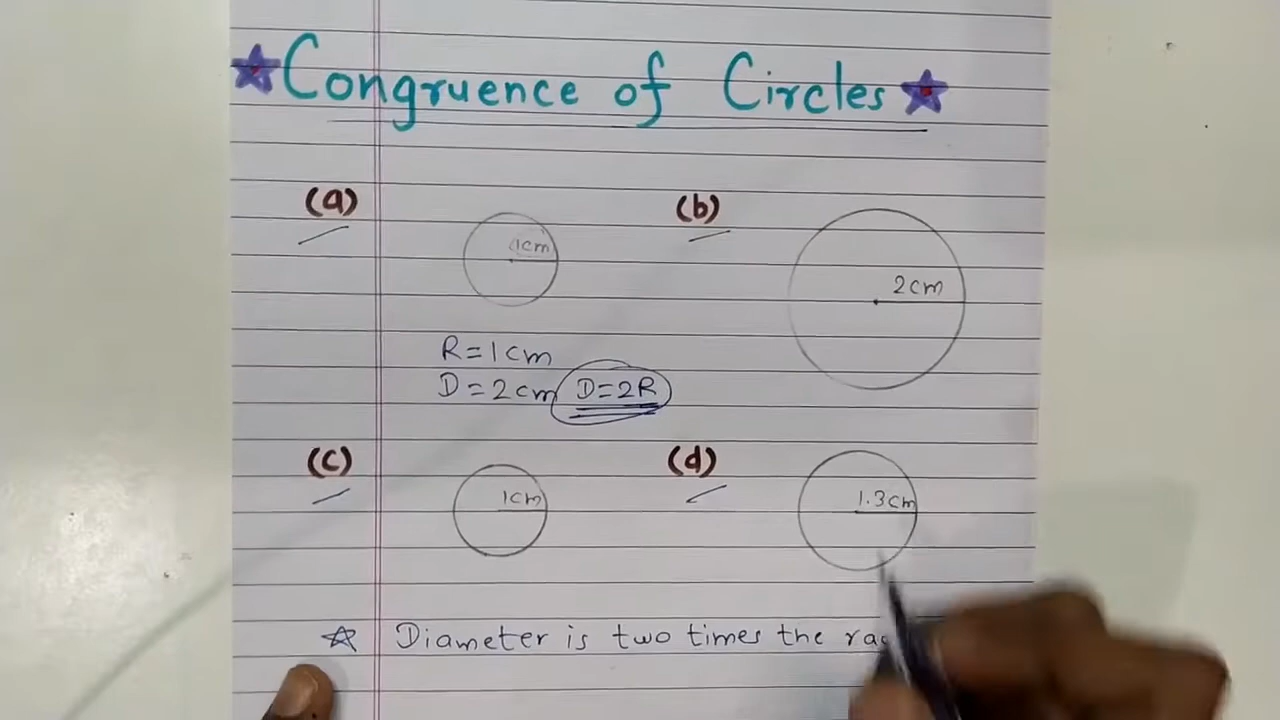 Congruence of Circles
(a)
1cm
(b)
2cm
R=1cm
D=2cm D=2R
(c)
1cm
(d)
1.3cm
Diameter is two times the